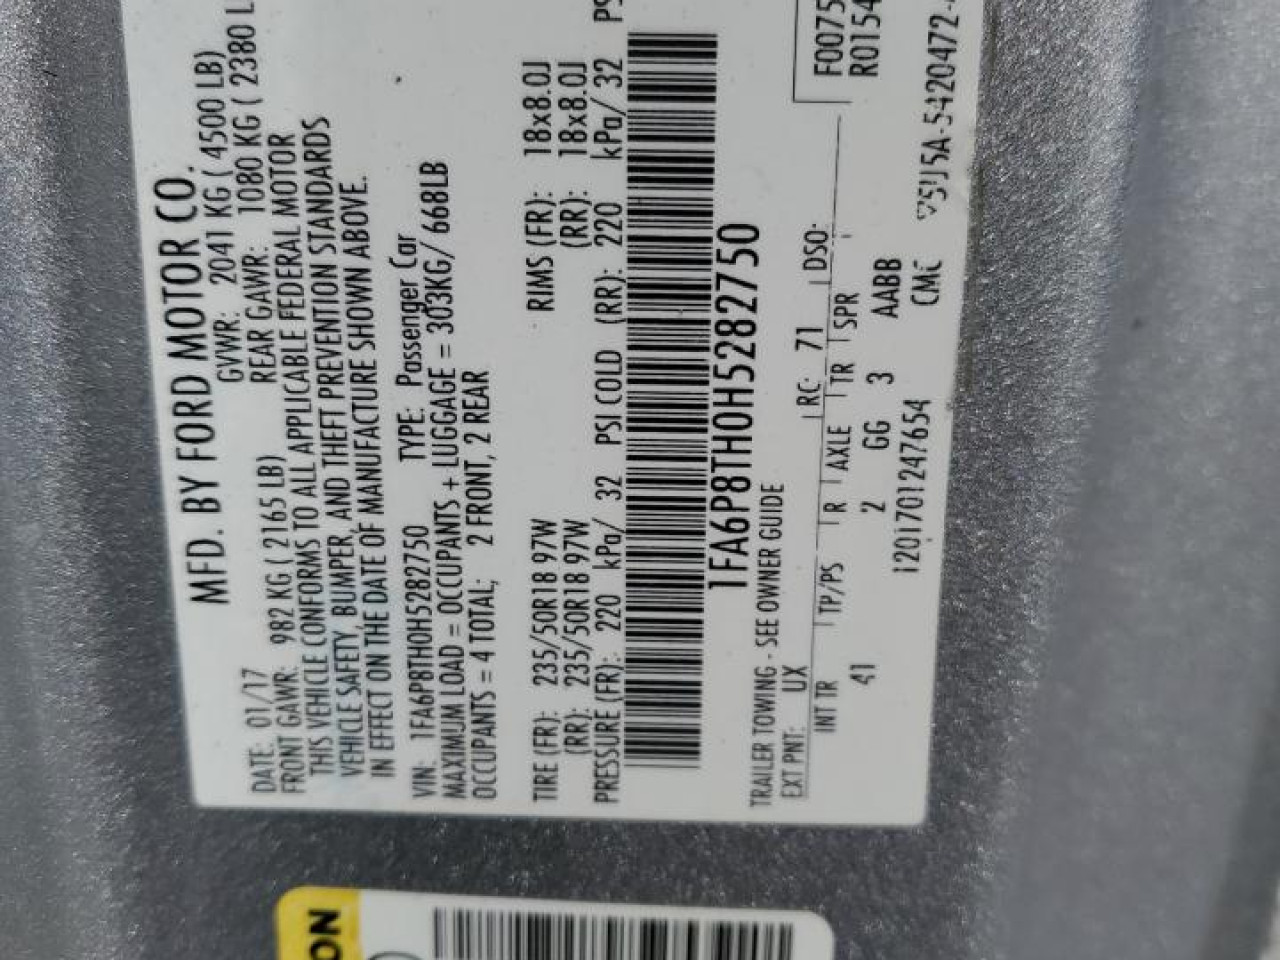 MFD. BY FORD MOTOR CO.
DATE: 01/17 GVWR: 2041 KG ( 4500 LB)
FRONT GAWR: 982 KG ( 2165 LB) REAR GAWR: 1080 KG ( 2380 L
THIS VEHICLE CONFORMS TO ALL APPLICABLE FEDERAL MOTOR
VEHICLE SAFETY, BUMPER, AND THEFT PREVENTION STANDARDS
IN EFFECT ON THE DATE OF MANUFACTURE SHOWN ABOVE.
VIN: 1FA6P8TH0H5282750 TYPE: Passenger Car
MAXIMUM LOAD = OCCUPANTS + LUGGAGE = 303KG/ 668LB
OCCUPANTS = 4 TOTAL; 2 FRONT, 2 REAR
TIRE (FR): 235/50R18 97W RIMS (FR): 18x8.0J
(RR): 235/50R18 97W (RR): 18x8.0J
PRESSURE (FR): 220 kPa/ 32 PSI COLD (RR): 220 kPa/ 32 PS
1FA6P8TH0H5282750
F0075
R0154
TRAILER TOWING - SEE OWNER GUIDE
EXT PNT: UX RC: 71 DSO:
INT TR TP/PS R AXLE TR SPR
41 2 GG 3 AABB
I201701247654 CMC
5U5A-5420472-
ON